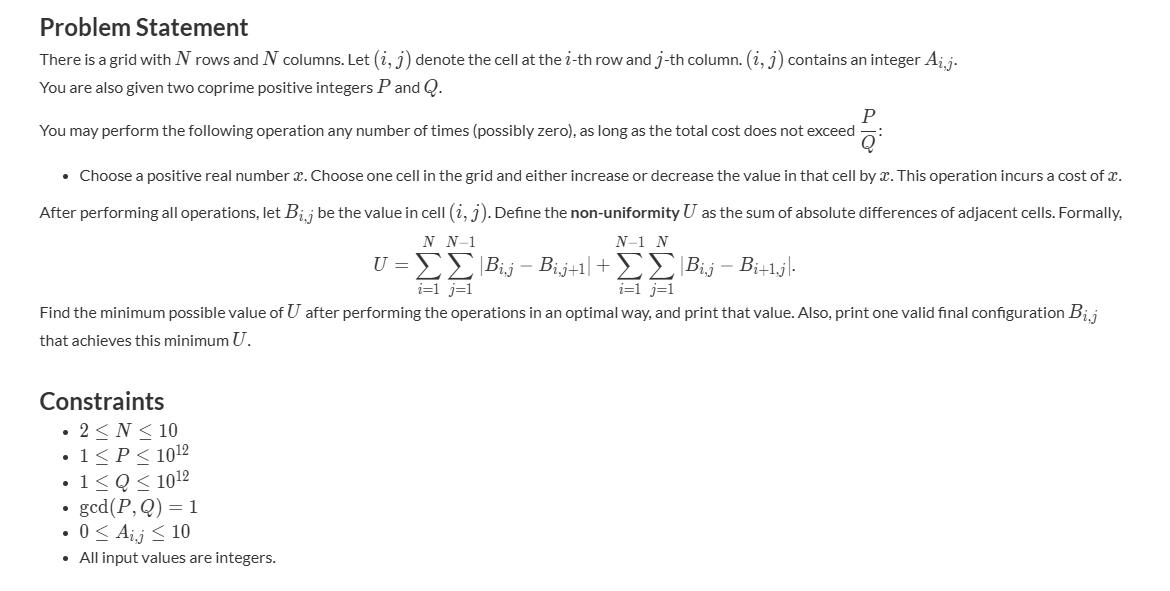 Problem Statement
There is a grid with N rows and N columns. Let (i, j) denote the cell at the i-th row and j-th column. (i, j) contains an integer A_{i,j}.
You are also given two coprime positive integers P and Q.
You may perform the following operation any number of times (possibly zero), as long as the total cost does not exceed \frac{P}{Q}:
• Choose a positive real number x. Choose one cell in the grid and either increase or decrease the value in that cell by x. This operation incurs a cost of x.
After performing all operations, let B_{i,j} be the value in cell (i, j). Define the non-uniformity U as the sum of absolute differences of adjacent cells. Formally,
U = \sum_{i=1}^{N} \sum_{j=1}^{N-1} |B_{i,j} − B_{i,j+1}| + \sum_{i=1}^{N-1} \sum_{j=1}^{N} |B_{i,j} − B_{i+1,j}|.
Find the minimum possible value of U after performing the operations in an optimal way, and print that value. Also, print one valid final configuration B_{i,j}
that achieves this minimum U.
Constraints
• 2 ≤ N ≤ 10
• 1 ≤ P ≤ 10^{12}
• 1 ≤ Q ≤ 10^{12}
• gcd(P, Q) = 1
• 0 ≤ A_{i,j} ≤ 10
• All input values are integers.